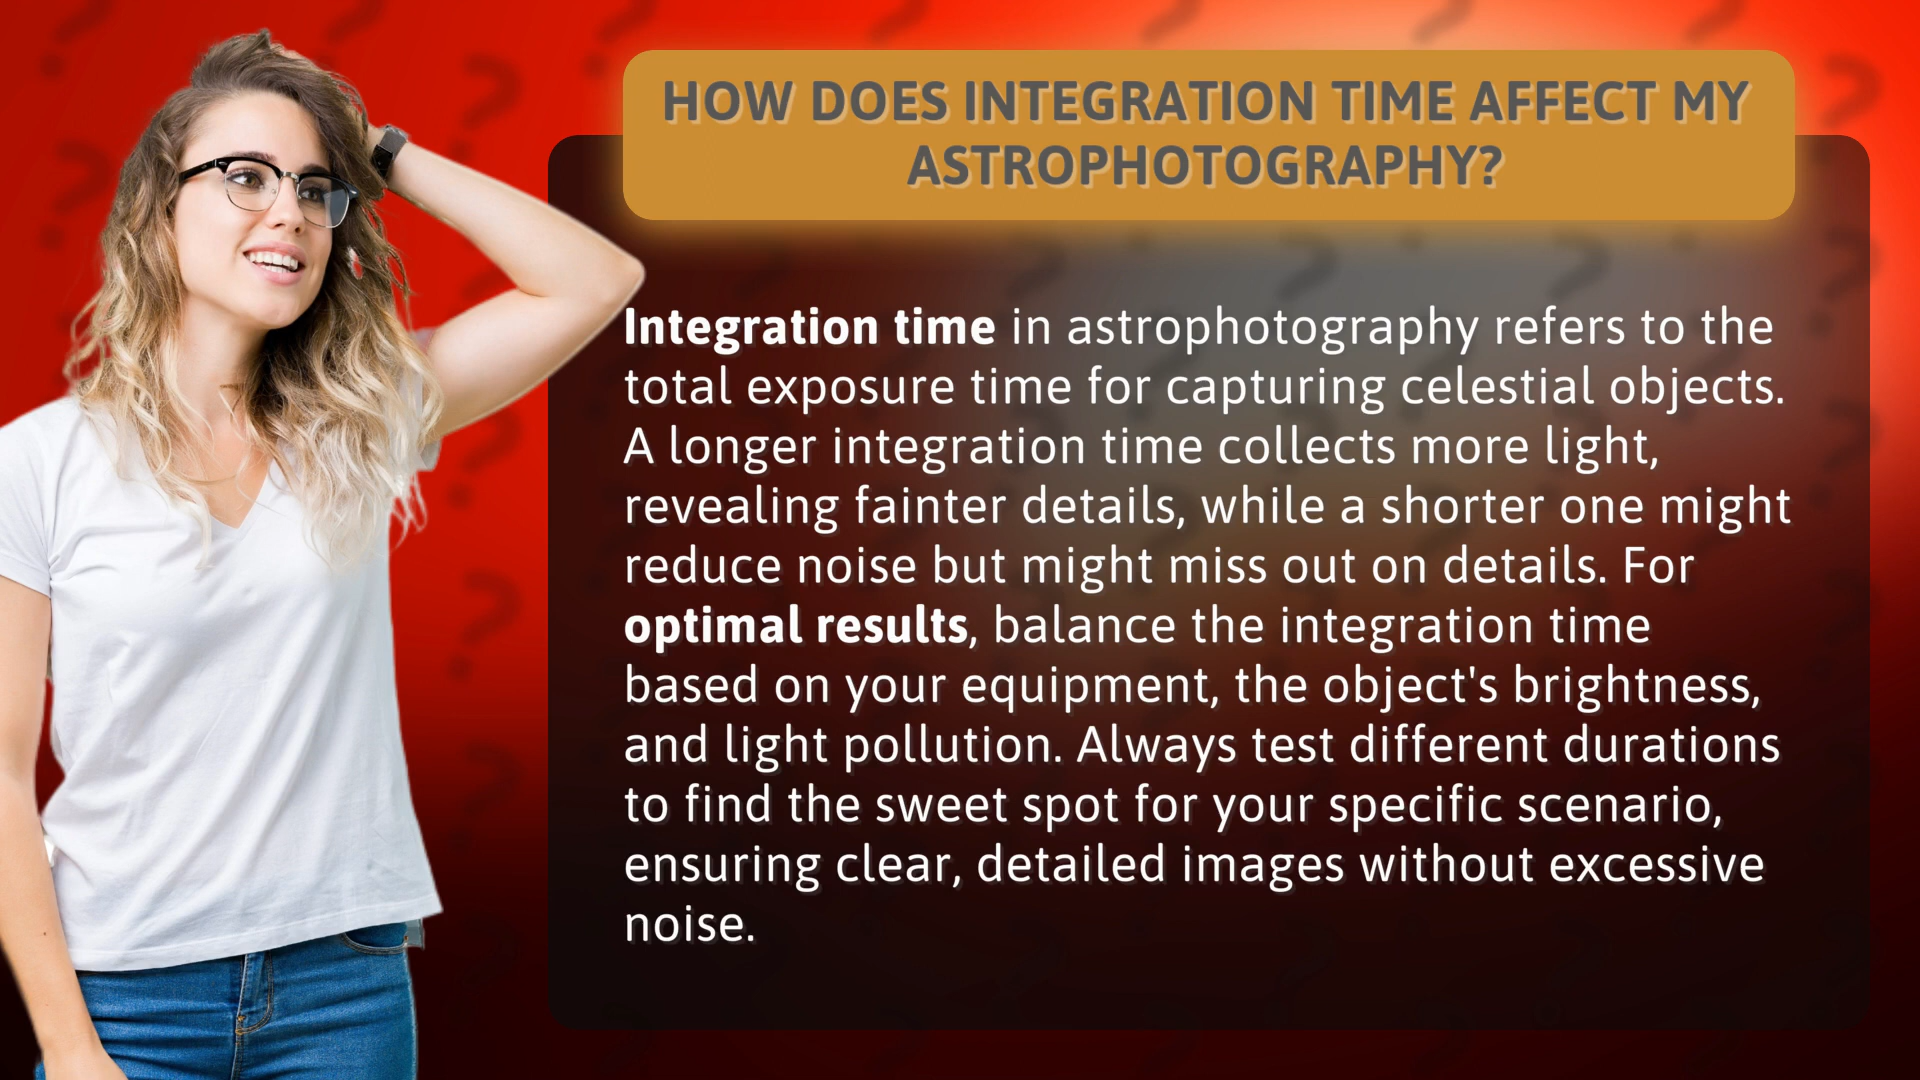 HOW DOES INTEGRATION TIME AFFECT MY
ASTROPHOTOGRAPHY?
Integration time in astrophotography refers to the
total exposure time for capturing celestial objects.
A longer integration time collects more light,
revealing fainter details, while a shorter one might
reduce noise but might miss out on details. For
optimal results, balance the integration time
based on your equipment, the object's brightness,
and light pollution. Always test different durations
to find the sweet spot for your specific scenario,
ensuring clear, detailed images without excessive
noise.